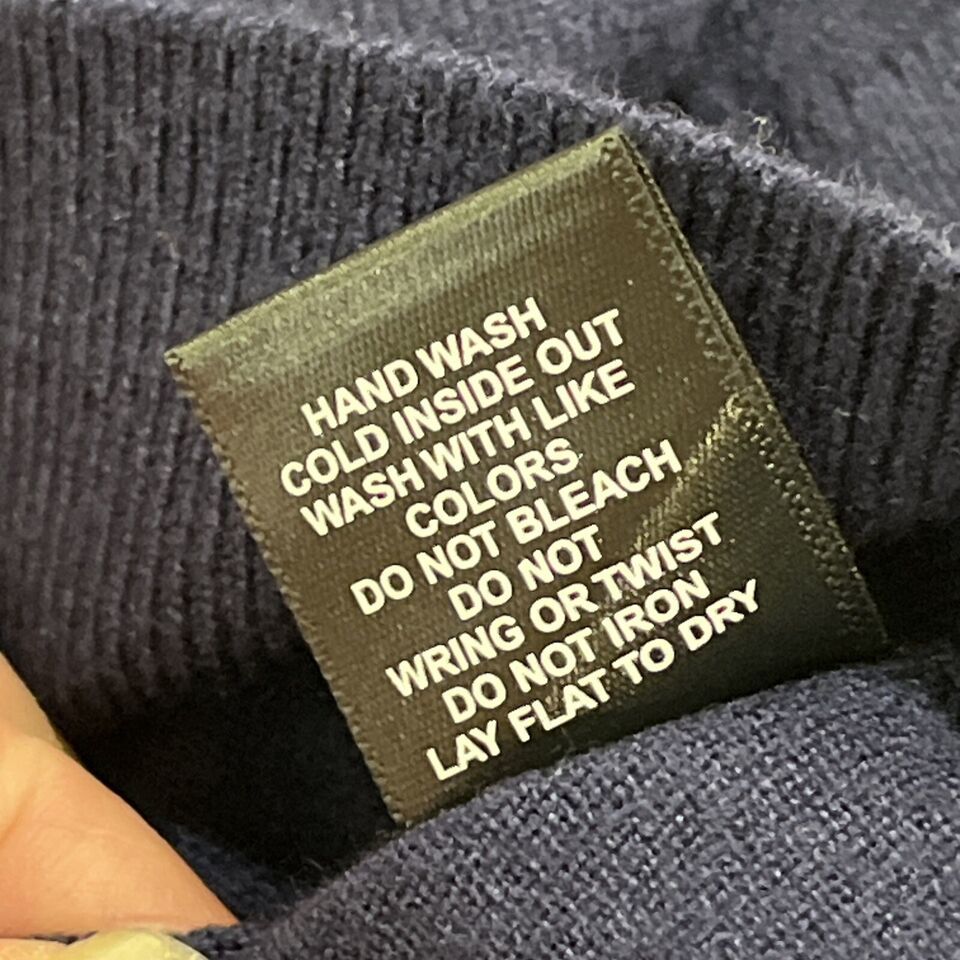 HAND WASH
COLD INSIDE OUT
WASH WITH LIKE
COLORS
DO NOT BLEACH
DO NOT
WRING OR TWIST
DO NOT IRON
LAY FLAT TO DRY